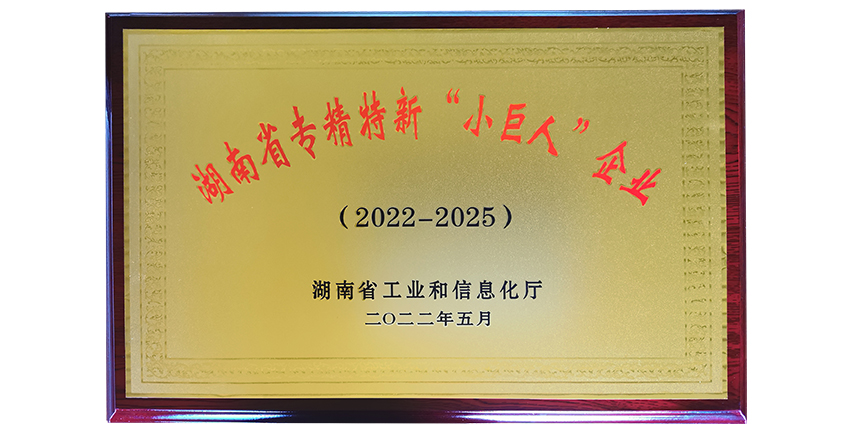 湖南省专精特新“小巨人”企业
（2022-2025）
湖南省工业和信息化厅
二〇二二年五月